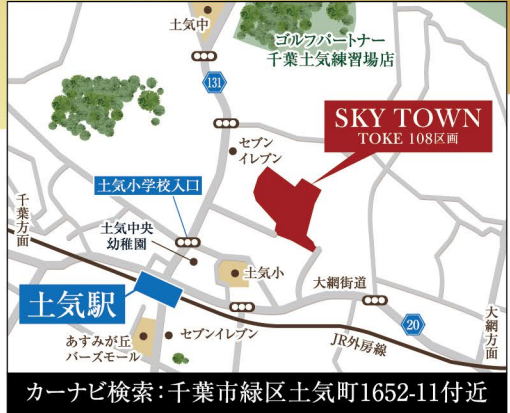 土気中
ゴルフパートナー
千葉土気練習場店
131
SKY TOWN
TOKE 108区画
セブン
イレブン
土気小学校入口
千葉方面
土気中央
幼稚園
土気小
大網街道
土気駅
20
大網方面
あすみが丘
バーズモール
セブンイレブン
JR外房線
カーナビ検索:千葉市緑区土気町1652-11付近